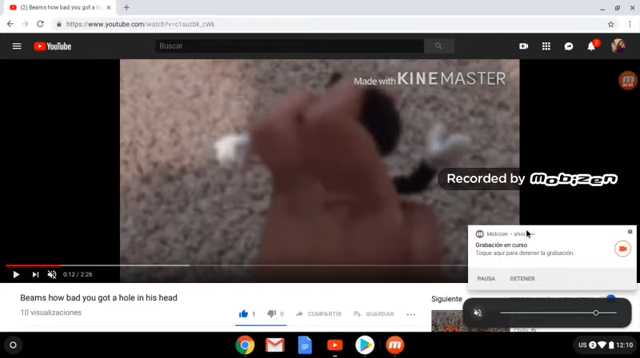 (2) Beams how bad you got a h
https://www.youtube.com/watch?v=c1suzbk_cWk
YouTube
Buscar
2
Made with KINEMASTER
Recorded by mobizen
Mobizen • ahora
Grabación en curso
Toque aquí para detener la grabación.
PAUSA DETENER
0:12 / 2:26
Beams how bad you got a hole in his head
10 visualizaciones
1 0 COMPARTIR GUARDAR
Siguiente
US 12:10